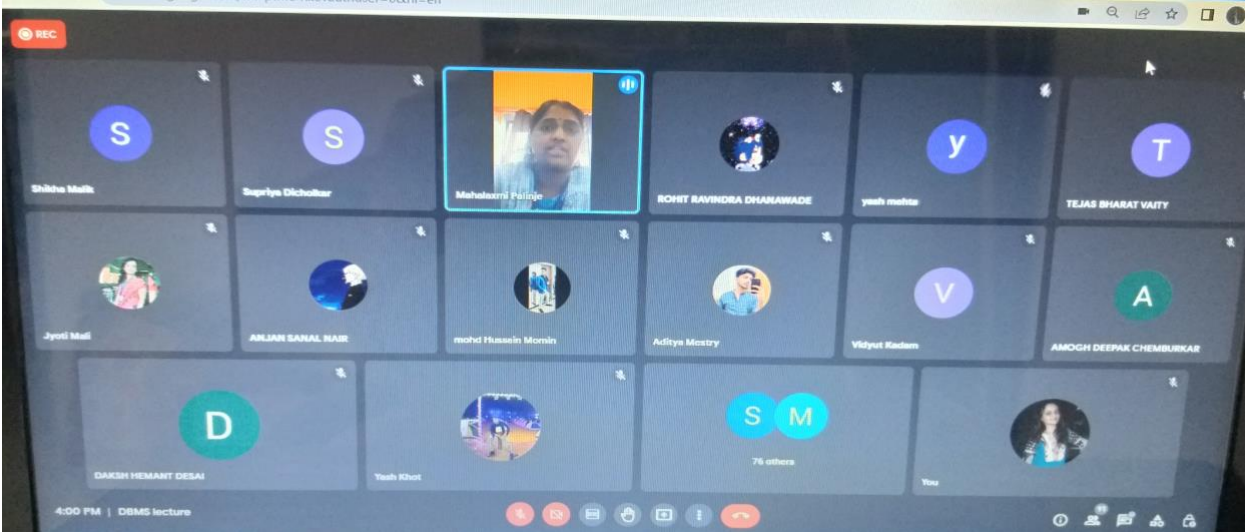 REC
S
Shikha Malik
S
Supriya Dicholkar
Mahalaxmi Palinje
ROHIT RAVINDRA DHANAWADE
y
yash mehta
T
TEJAS BHARAT VAITY
Jyoti Mali
ANJAN SANAL NAIR
mohd Hussein Momin
Aditya Mestry
V
Vidyut Kadam
A
AMOGH DEEPAK CHEMBURKAR
D
DAKSH HEMANT DESAI
Yash Khot
S M
76 others
You
4:00 PM | DBMS lecture